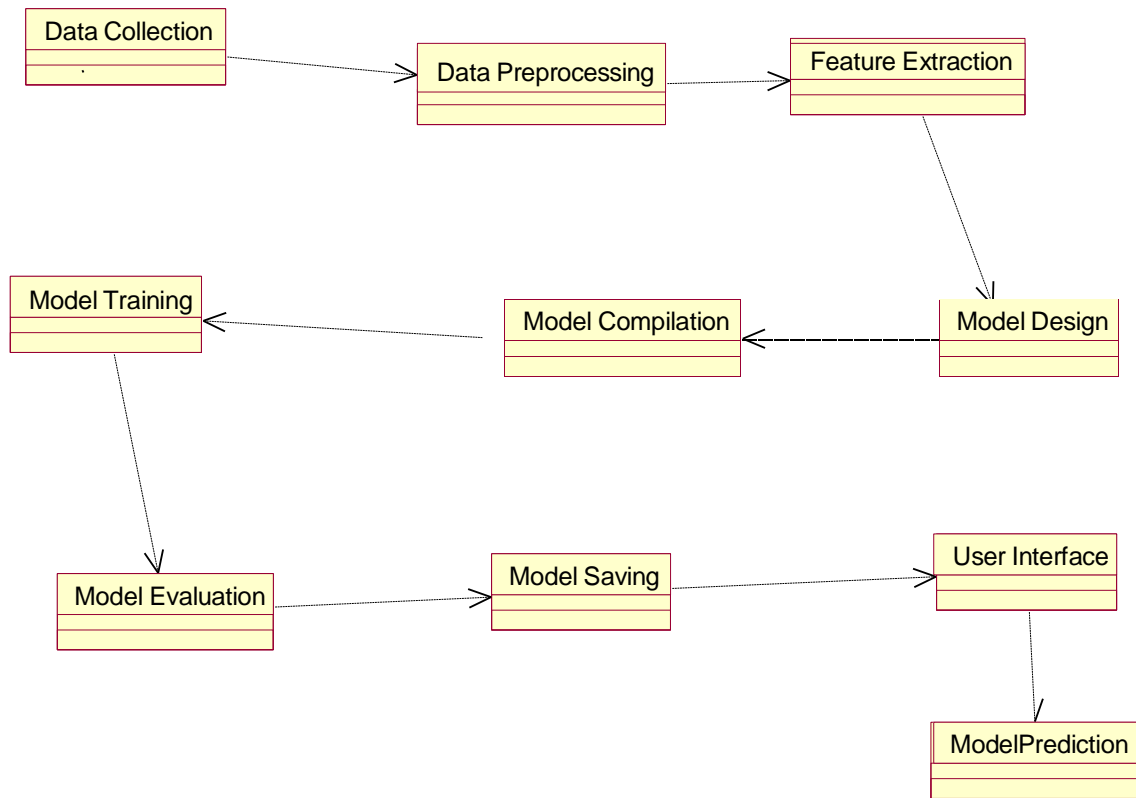 Data Collection
Data Preprocessing
Feature Extraction
Model Training
Model Compilation
Model Design
Model Evaluation
Model Saving
User Interface
ModelPrediction